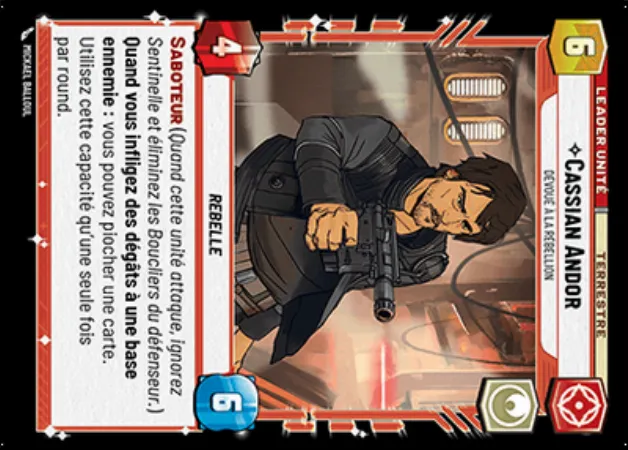 LEADER UNITÉ
TERRESTRE
6
CASSIAN ANDOR
DÉVOUÉ À LA RÉBELLION
4
6
REBELLE
SABOTEUR (Quand cette unité attaque, ignorez
Sentinelle et éliminez les Boucliers du défenseur.)
Quand vous infligez des dégâts à une base
ennemie : vous pouvez piocher une carte.
Utilisez cette capacité qu'une seule fois
par round.
MICKAEL BALLOUL